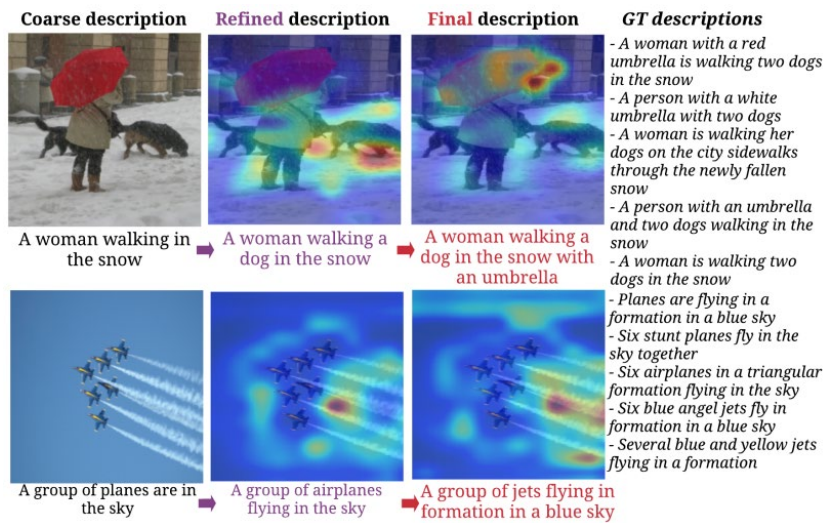 Coarse description
Refined description
Final description
GT descriptions
A woman walking in
the snow
A woman walking a
dog in the snow
A woman walking a
dog in the snow with
an umbrella
- A woman with a red
umbrella is walking two dogs
in the snow
- A person with a white
umbrella with two dogs
- A woman is walking her
dogs on the city sidewalks
through the newly fallen
snow
- A person with an umbrella
and two dogs walking in the
snow
- A woman is walking two
dogs in the snow
A group of planes are in
the sky
A group of airplanes
flying in the sky
A group of jets flying in
formation in a blue sky
- Planes are flying in a
formation in a blue sky
- Six stunt planes fly in the
sky together
- Six airplanes in a triangular
formation flying in the sky
- Six blue angel jets fly in
formation in a blue sky
- Several blue and yellow jets
flying in a formation